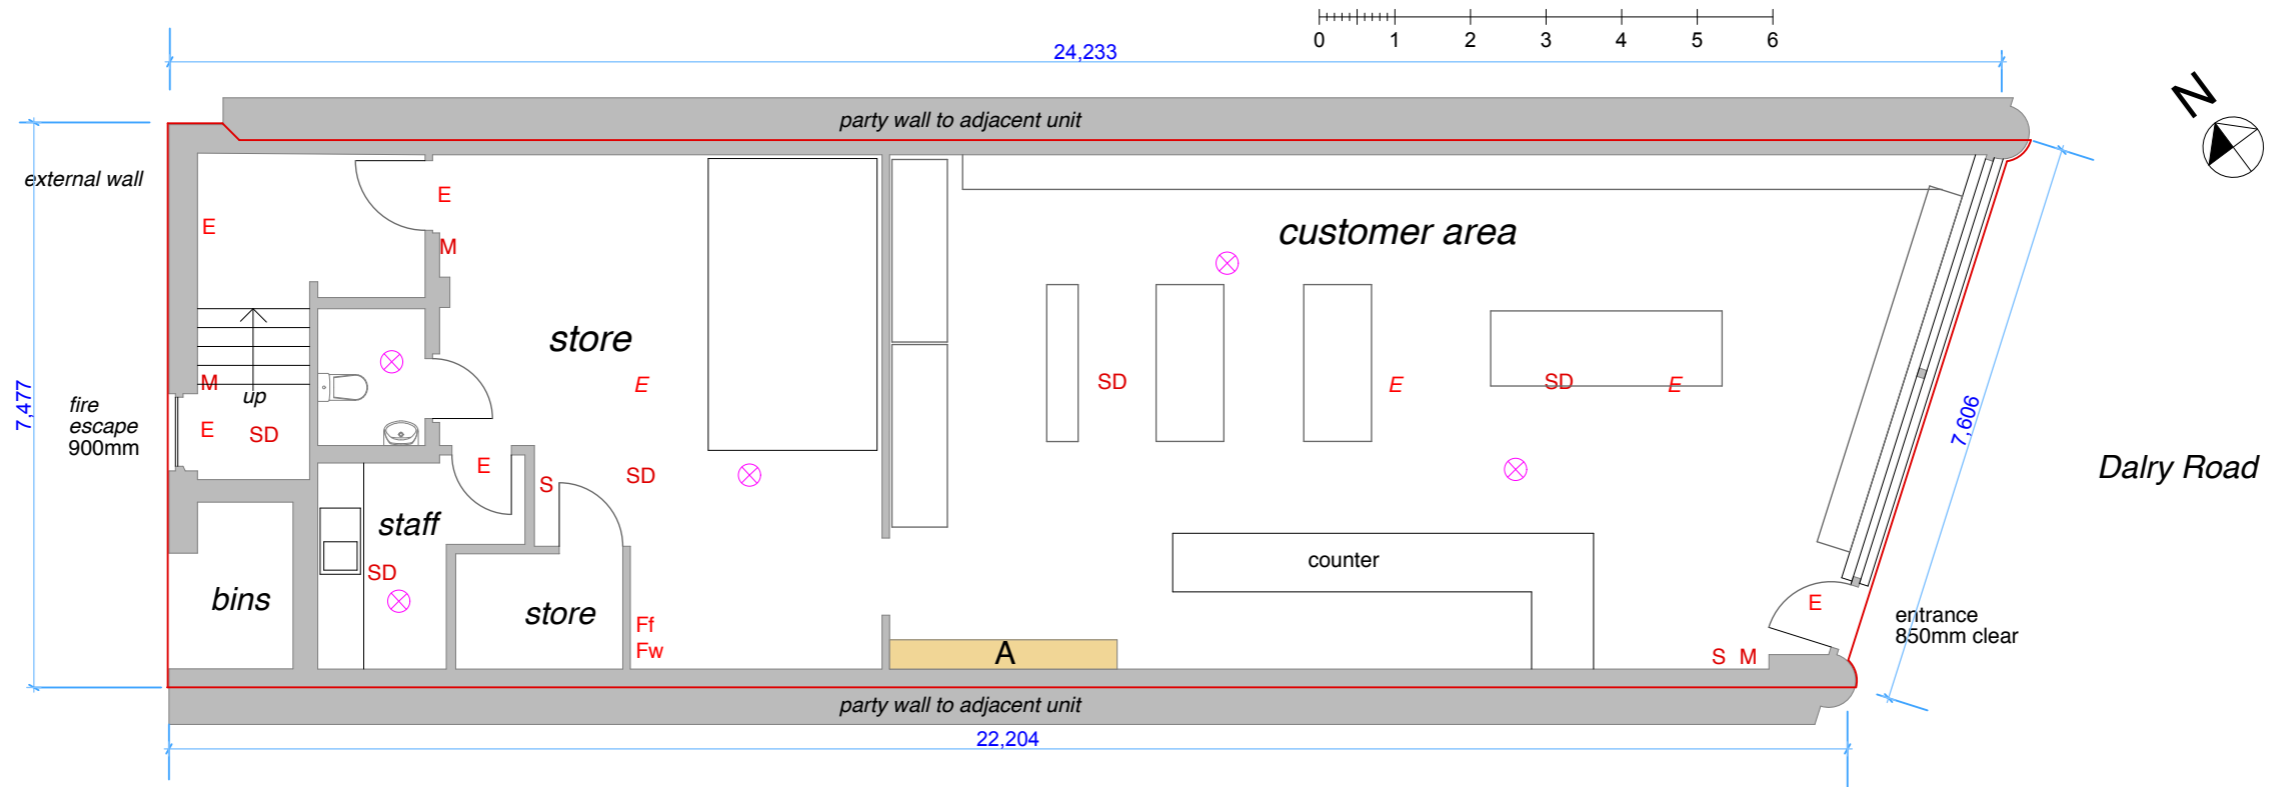 0 1 2 3 4 5 6
24,233
N
party wall to adjacent unit
external wall
E
E
M
customer area
store
M
up
E
SD
fire
escape
900mm
7,477
E
SD
E
SD
E
7,606
Dalry Road
E
S
SD
staff
SD
bins
store
Ff
Fw
counter
A
E
S M
entrance
850mm clear
party wall to adjacent unit
22,204